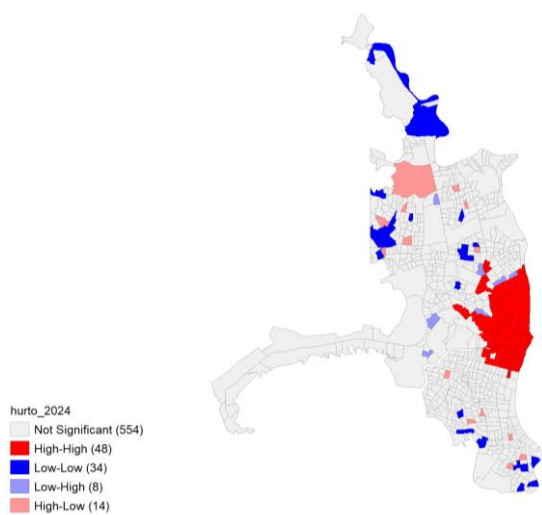 hurto_2024
Not Significant (554)
High-High (48)
Low-Low (34)
Low-High (8)
High-Low (14)